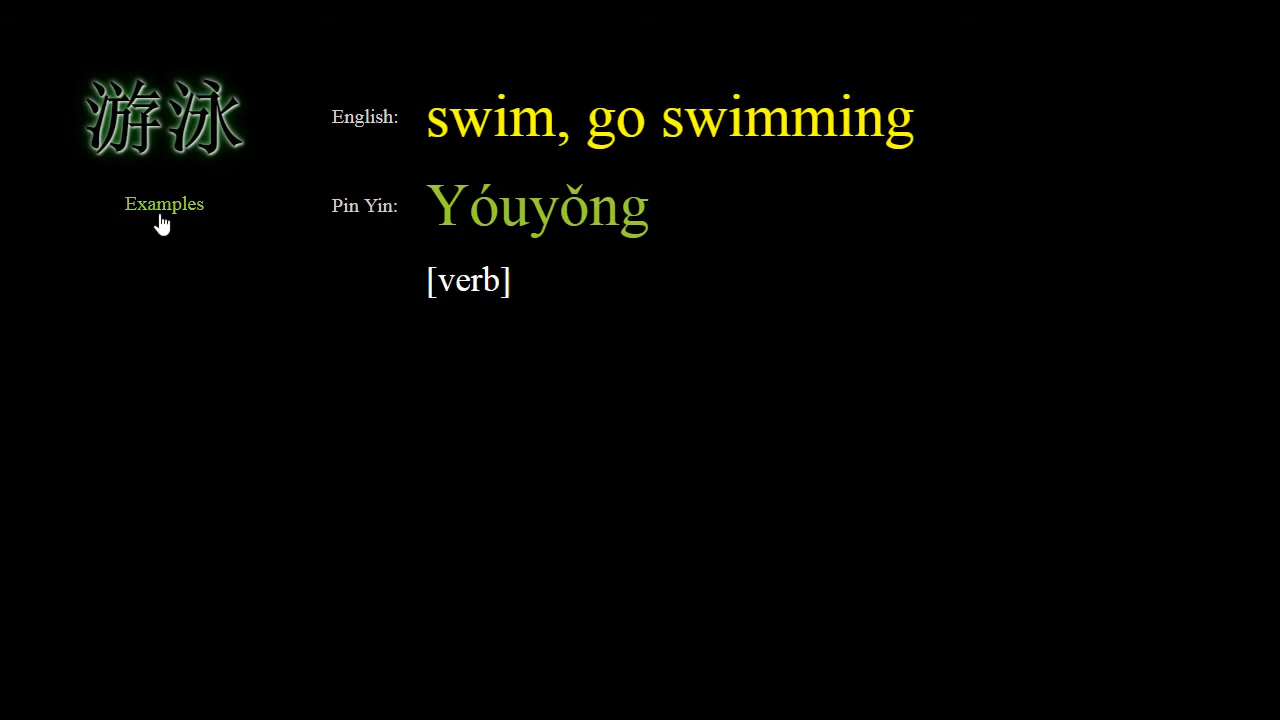 游泳
English: swim, go swimming
Examples
Pin Yin: Yóuyǒng
[verb]